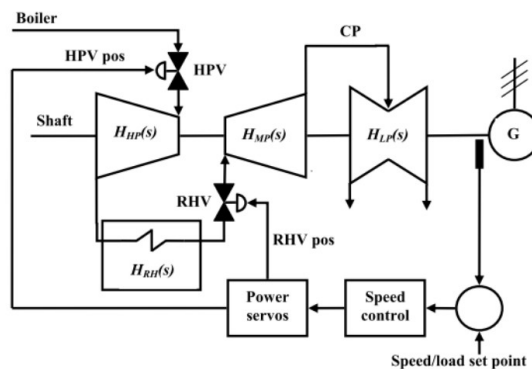 Boiler
HPV pos
HPV
CP
Shaft
H_HP(s)
H_MP(s)
H_LP(s)
G
RHV
RHV pos
H_RH(s)
Power
servos
Speed
control
Speed/load set point